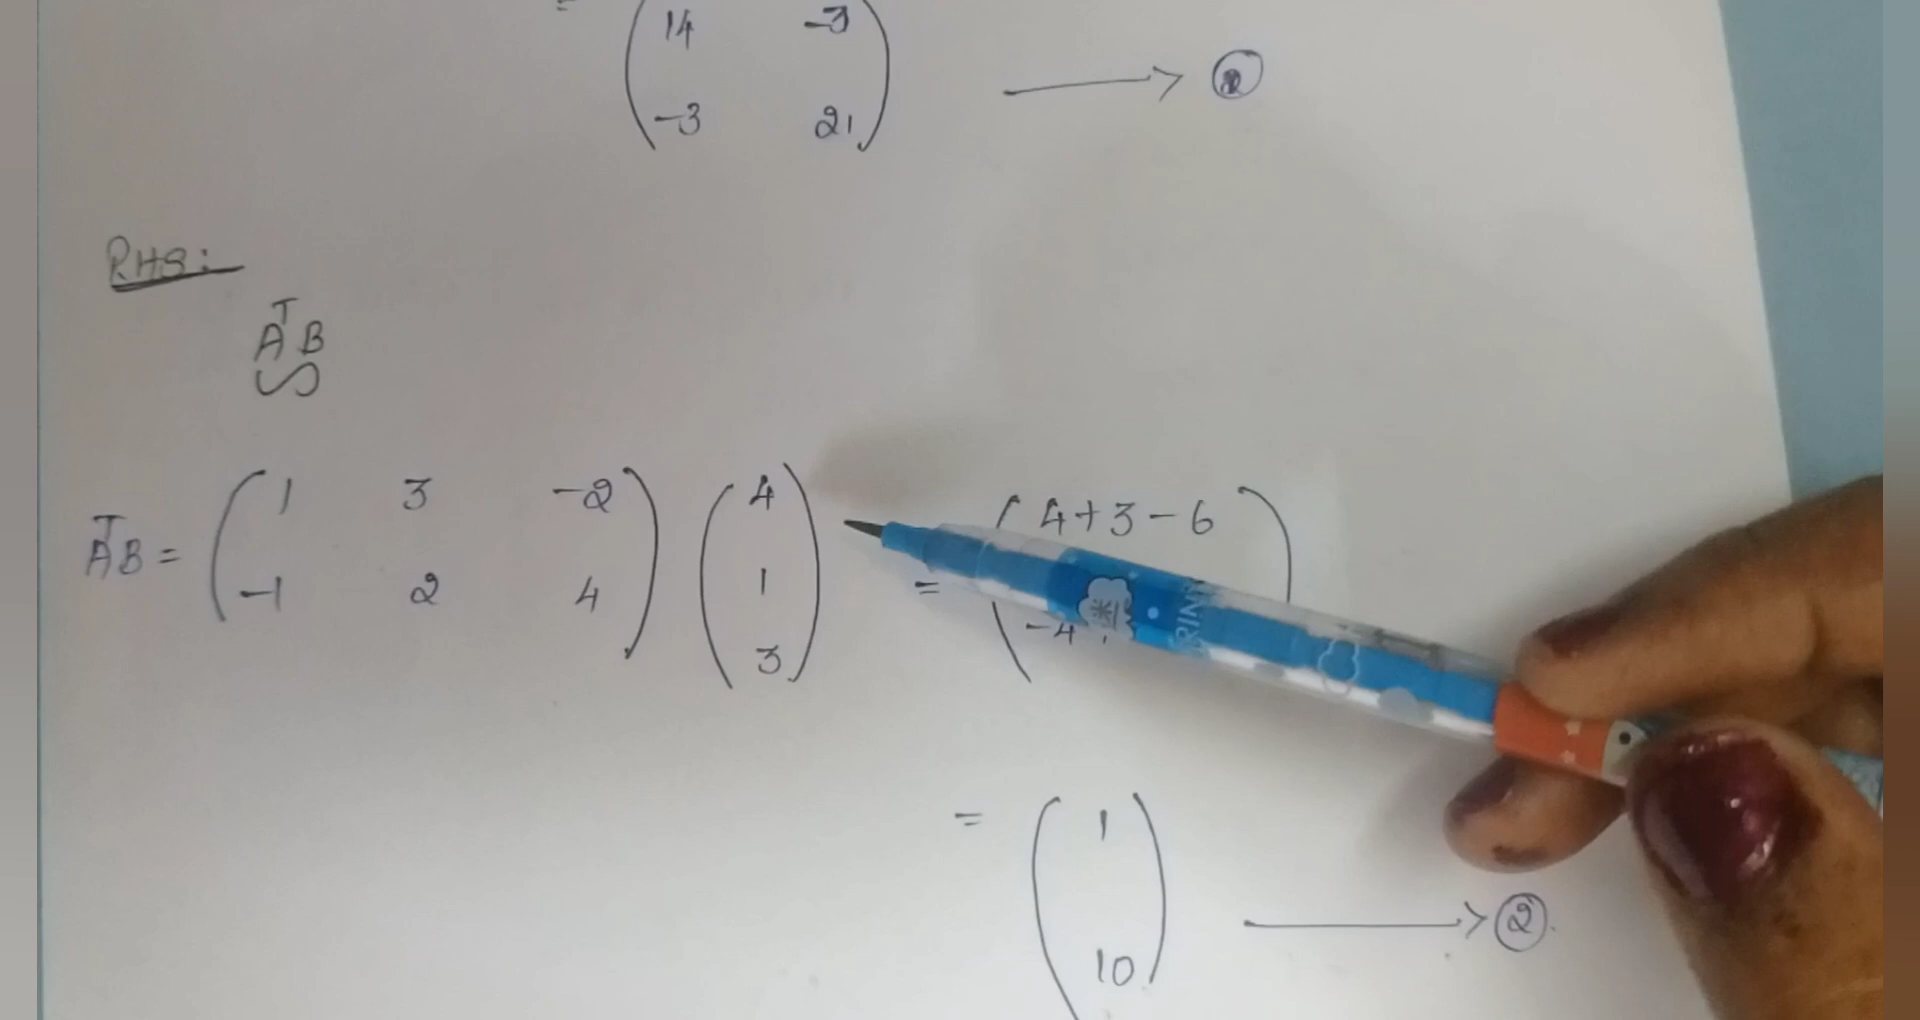 = ( 14 -3
-3 21 ) → ②
RHS:
AᵀB
AᵀB = ( 1 3 -2
-1 2 4 ) ( 4
1
3 ) = ( 4+3-6
-4 )
= ( 1
10 ) → ②